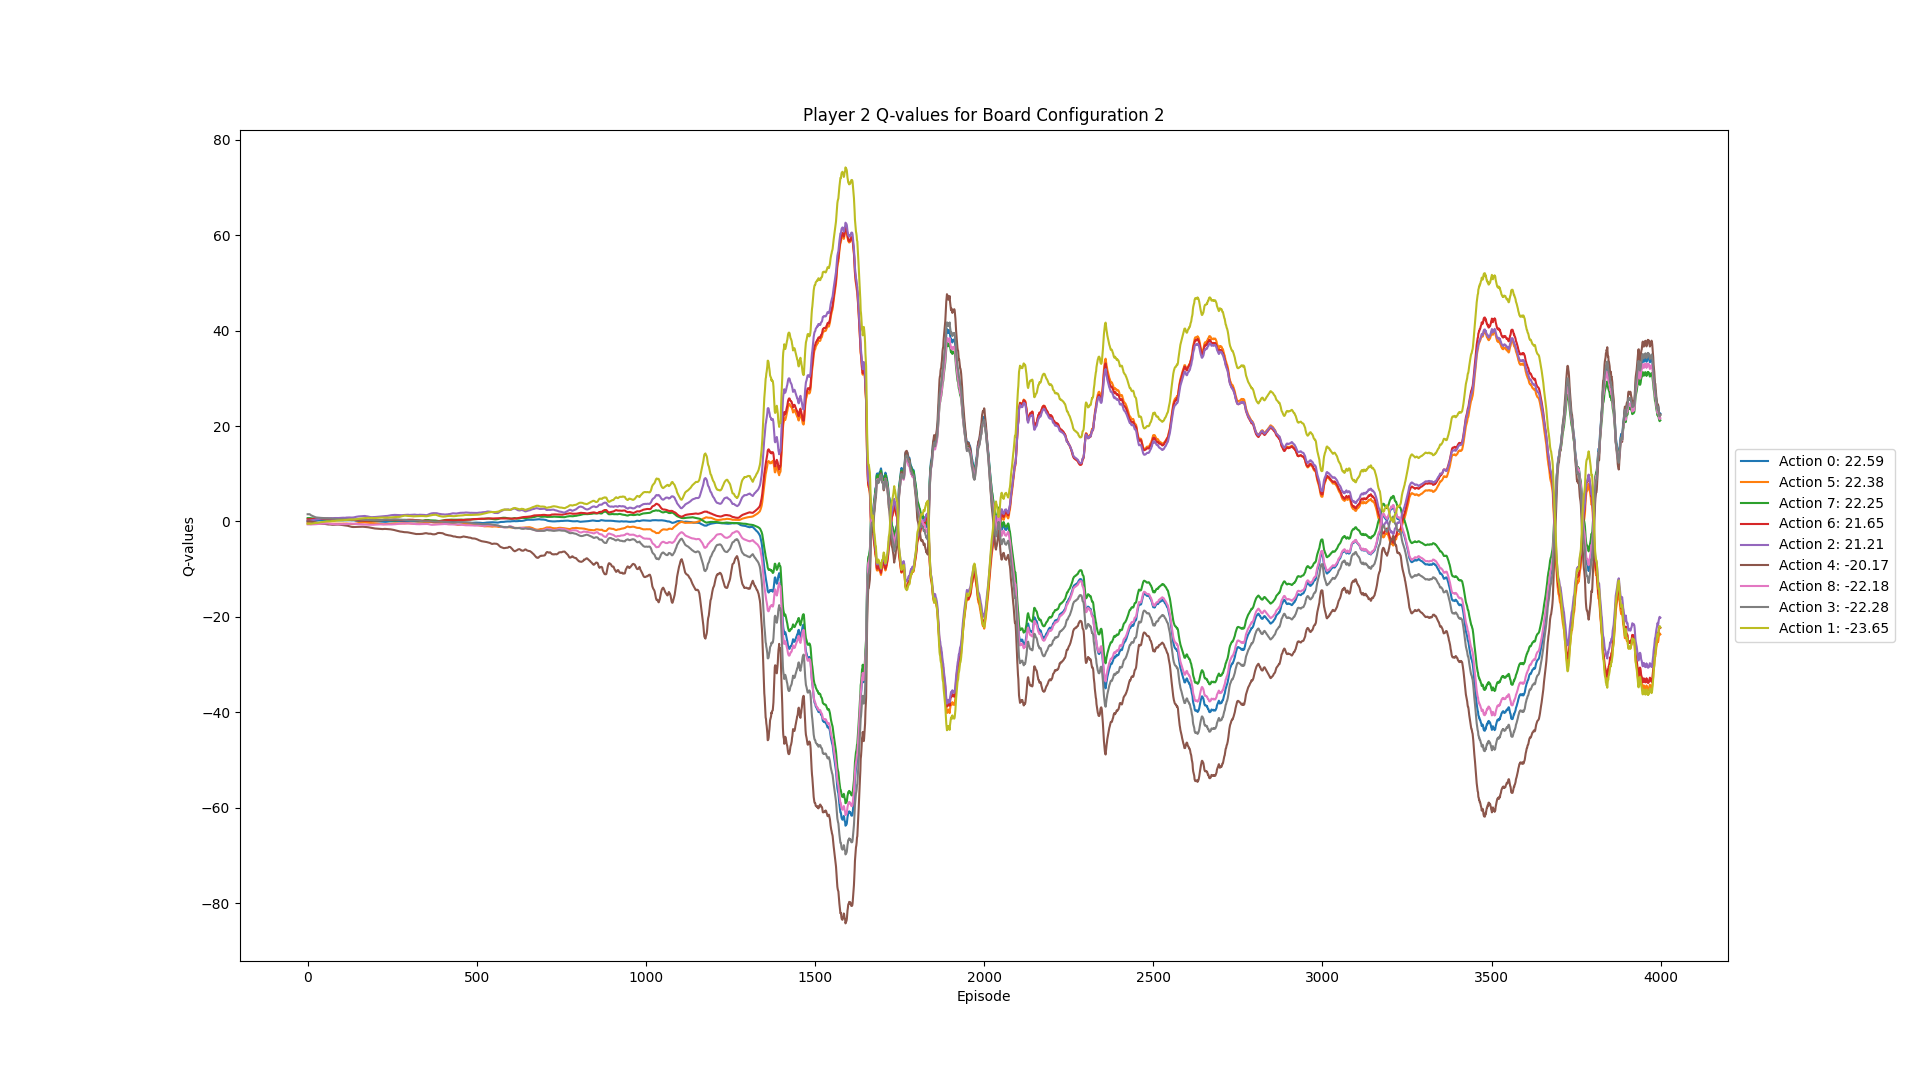 Player 2 Q-values for Board Configuration 2
80
60
40
20
0
−20
−40
−60
−80
Q-values
0
500
1000
1500
2000
2500
3000
3500
4000
Episode
Action 0: 22.59
Action 5: 22.38
Action 7: 22.25
Action 6: 21.65
Action 2: 21.21
Action 4: -20.17
Action 8: -22.18
Action 3: -22.28
Action 1: -23.65